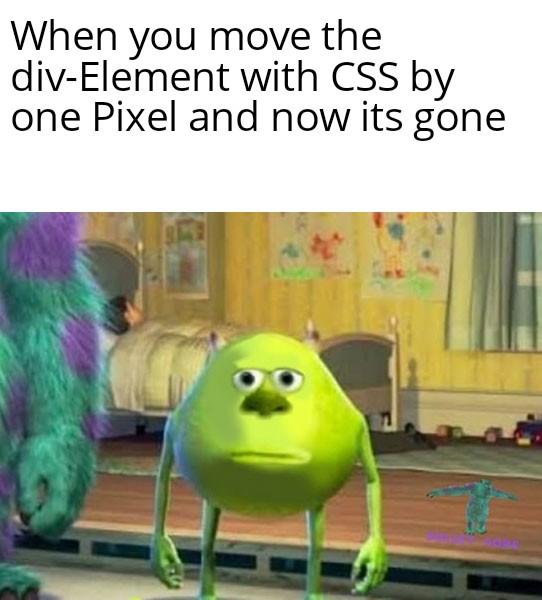 When you move the
div-Element with CSS by
one Pixel and now its gone